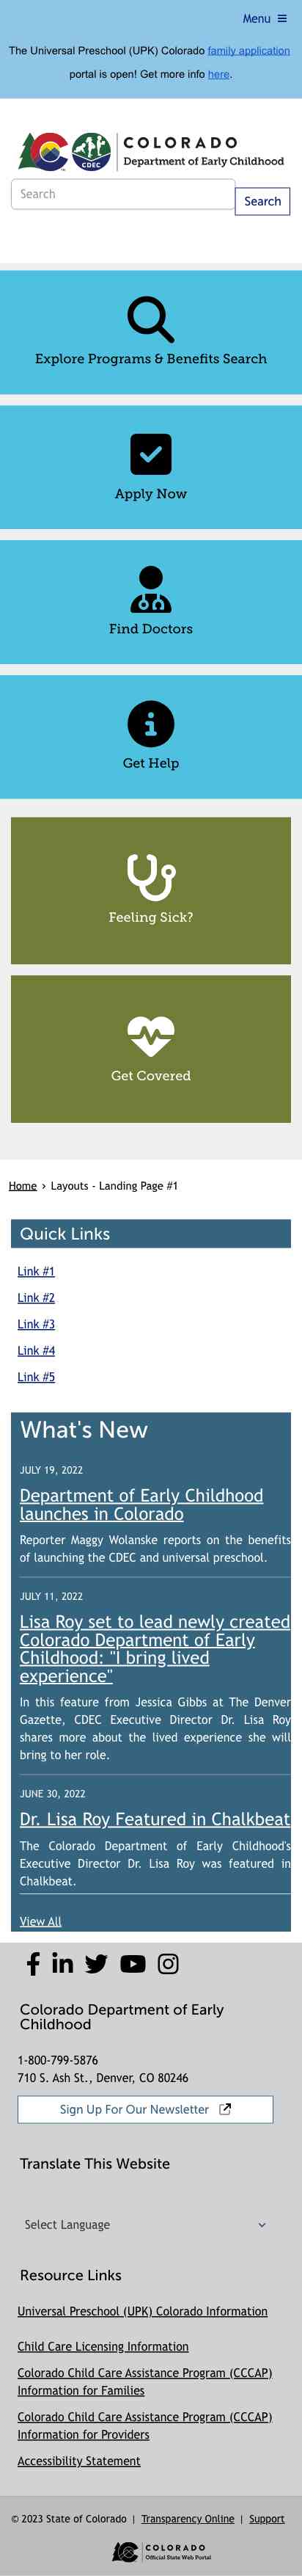 Menu
The Universal Preschool (UPK) Colorado family application
portal is open! Get more info here.
COLORADO
Department of Early Childhood
CDEC
Search
Search
Explore Programs & Benefits Search
Apply Now
Find Doctors
Get Help
Feeling Sick?
Get Covered
Home > Layouts - Landing Page #1
Quick Links
Link #1
Link #2
Link #3
Link #4
Link #5
What's New
JULY 19, 2022
Department of Early Childhood
launches in Colorado
Reporter Maggy Wolanske reports on the benefits
of launching the CDEC and universal preschool.
JULY 11, 2022
Lisa Roy set to lead newly created
Colorado Department of Early
Childhood: "I bring lived
experience"
In this feature from Jessica Gibbs at The Denver
Gazette, CDEC Executive Director Dr. Lisa Roy
shares more about the lived experience she will
bring to her role.
JUNE 30, 2022
Dr. Lisa Roy Featured in Chalkbeat
The Colorado Department of Early Childhood's
Executive Director Dr. Lisa Roy was featured in
Chalkbeat.
View All
Colorado Department of Early
Childhood
1-800-799-5876
710 S. Ash St., Denver, CO 80246
Sign Up For Our Newsletter
Translate This Website
Select Language
Resource Links
Universal Preschool (UPK) Colorado Information
Child Care Licensing Information
Colorado Child Care Assistance Program (CCCAP)
Information for Families
Colorado Child Care Assistance Program (CCCAP)
Information for Providers
Accessibility Statement
© 2023 State of Colorado | Transparency Online | Support
COLORADO
Official State Web Portal